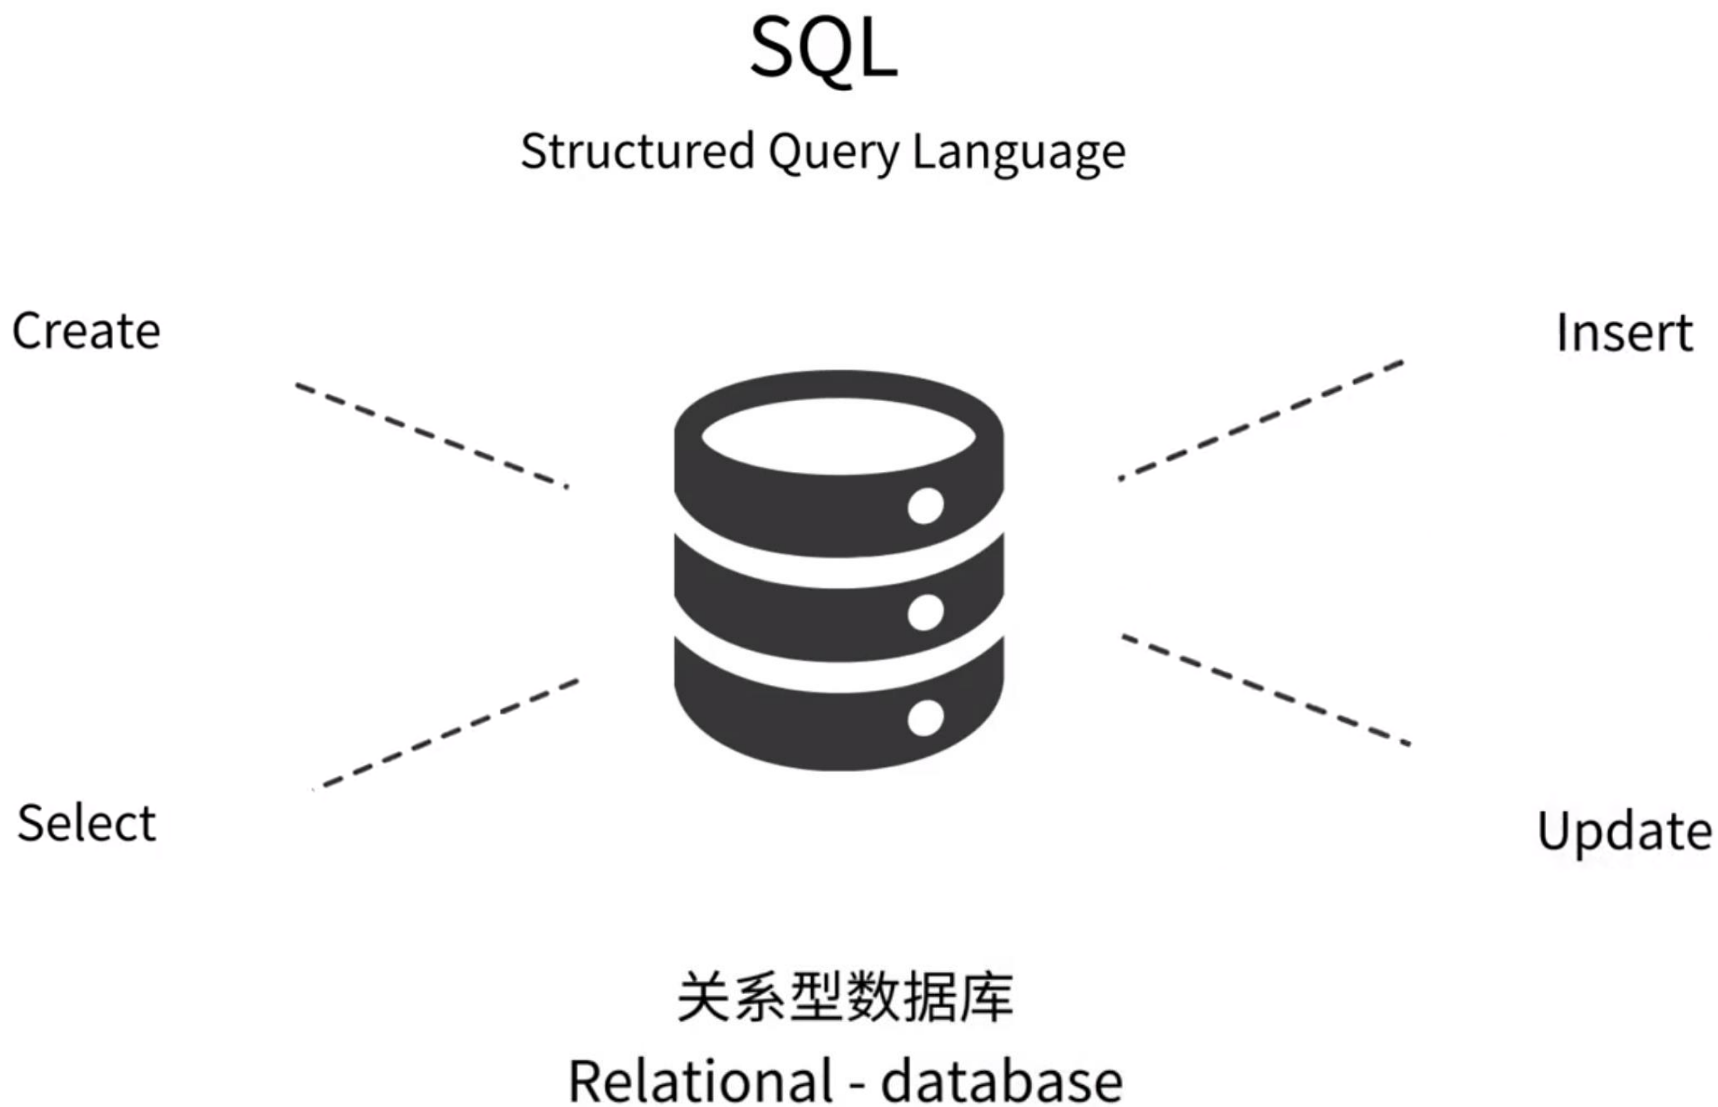 SQL
Structured Query Language
Create
Insert
Select
Update
关系型数据库
Relational - database